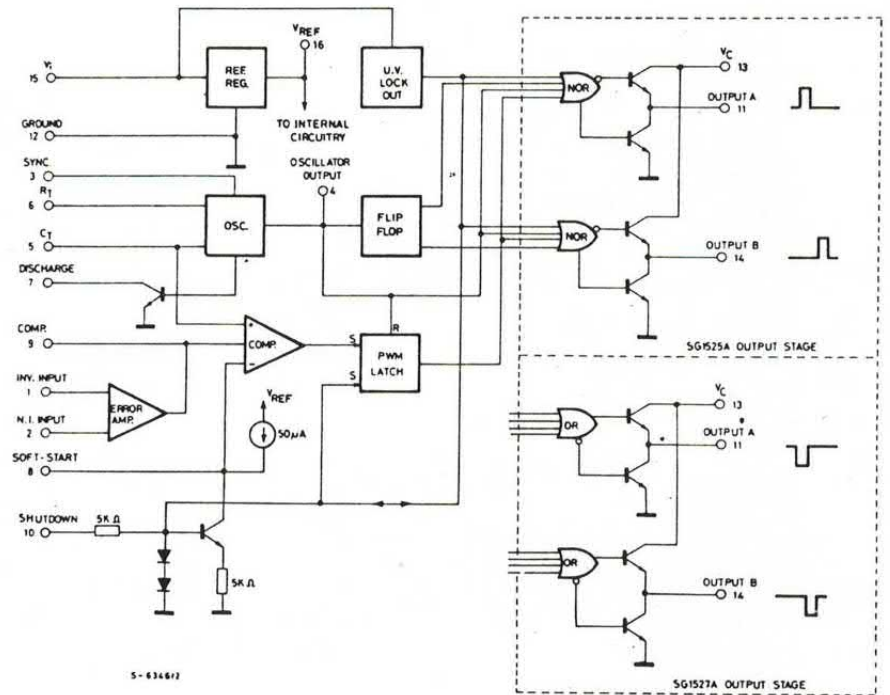 VREF
16
Vi
15
REF.
REG.
U.V.
LOCK
OUT
GROUND
12
TO INTERNAL
CIRCUITRY
SYNC.
3
OSCILLATOR
OUTPUT
4
RT
6
OSC.
FLIP
FLOP
CT
5
DISCHARGE
7
COMP.
9
+
COMP.
-
S
R
PWM
LATCH
S
INV. INPUT
1
ERROR
AMP.
N.I. INPUT
2
VREF
50µA
SOFT-START
8
SHUTDOWN
10
5KΩ
5KΩ
S-6346/2
NOR
VC
13
OUTPUT A
11
NOR
OUTPUT B
14
SG1525A OUTPUT STAGE
VC
13
OR
OUTPUT A
11
OR
OUTPUT B
14
SG1527A OUTPUT STAGE